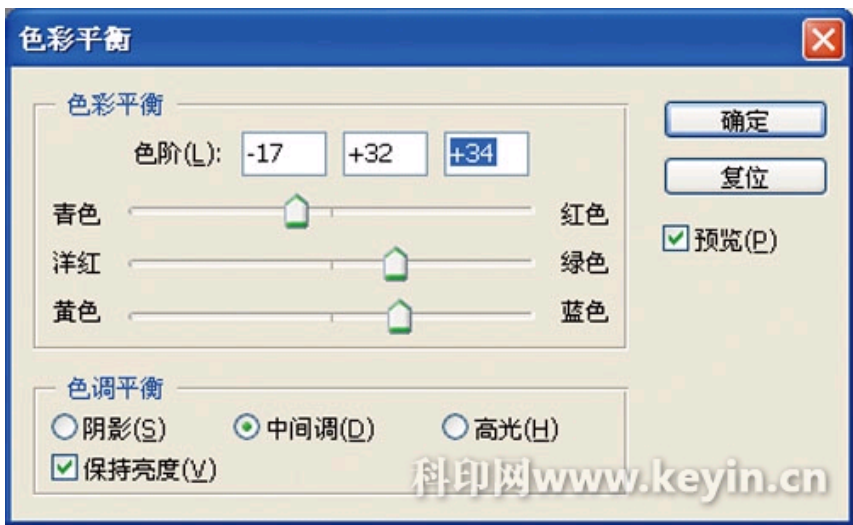 色彩平衡
色彩平衡
色阶(L): -17 +32 +34
青色 红色
洋红 绿色
黄色 蓝色
确定
复位
预览(P)
色调平衡
阴影(S) 中间调(D) 高光(H)
保持亮度(V)
科印网www.keyin.cn